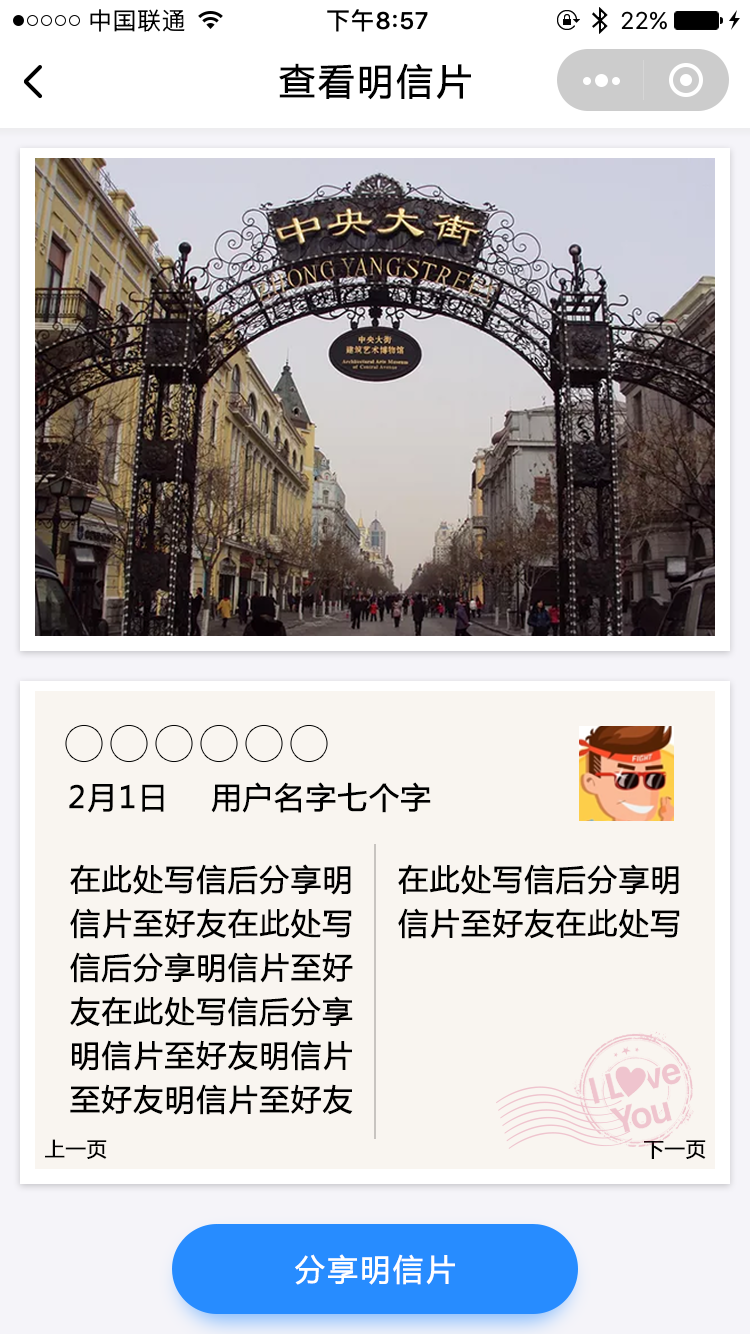 中国联通
下午8:57
22%
查看明信片
中央大街
ZHONG YANG STREET
中央大街
建筑艺术博物馆
Architectural Arts Museum
of Central Avenue
〇〇〇〇〇〇
2月1日 用户名字七个字
FIGHT
在此处写信后分享明
信片至好友在此处写
信后分享明信片至好
友在此处写信后分享
明信片至好友明信片
至好友明信片至好友
在此处写信后分享明
信片至好友在此处写
I Love
You
上一页
下一页
分享明信片